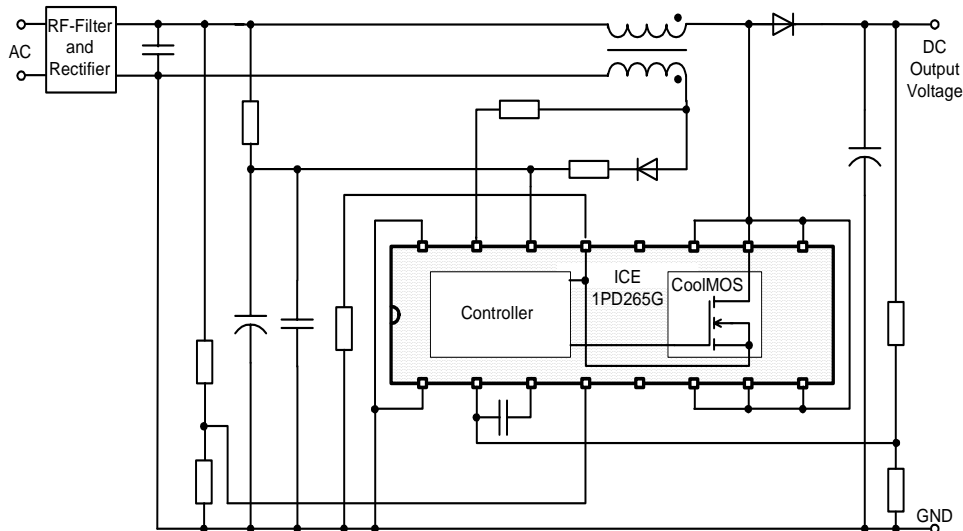 RF-Filter
and
Rectifier
AC
DC
Output
Voltage
ICE
1PD265G
CoolMOS
Controller
GND